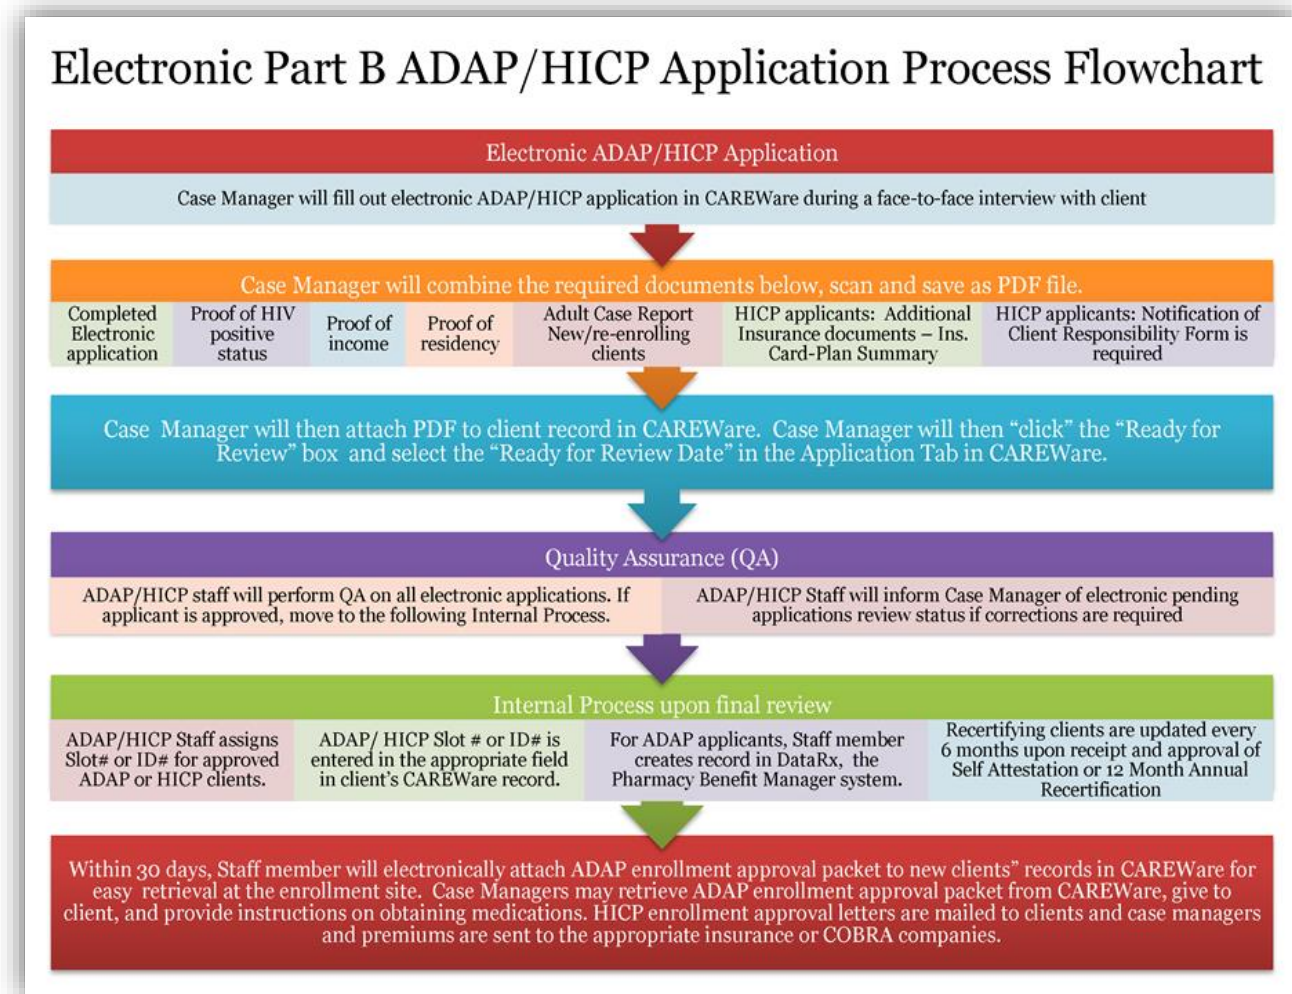 Electronic Part B ADAP/HICP Application Process Flowchart
Electronic ADAP/HICP Application
Case Manager will fill out electronic ADAP/HICP application in CAREWare during a face-to-face interview with client
Case Manager will combine the required documents below, scan and save as PDF file.
Completed
Electronic
application
Proof of HIV
positive
status
Proof of
income
Proof of
residency
Adult Case Report
New/re-enrolling
clients
HICP applicants: Additional
Insurance documents – Ins.
Card-Plan Summary
HICP applicants: Notification of
Client Responsibility Form is
required
Case Manager will then attach PDF to client record in CAREWare. Case Manager will then “click” the “Ready for
Review” box and select the “Ready for Review Date” in the Application Tab in CAREWare.
Quality Assurance (QA)
ADAP/HICP staff will perform QA on all electronic applications. If
applicant is approved, move to the following Internal Process.
ADAP/HICP Staff will inform Case Manager of electronic pending
applications review status if corrections are required
Internal Process upon final review
ADAP/HICP Staff assigns
Slot# or ID# for approved
ADAP or HICP clients.
ADAP/ HICP Slot # or ID# is
entered in the appropriate field
in client’s CAREWare record.
For ADAP applicants, Staff member
creates record in DataRx, the
Pharmacy Benefit Manager system.
Recertifying clients are updated every
6 months upon receipt and approval of
Self Attestation or 12 Month Annual
Recertification
Within 30 days, Staff member will electronically attach ADAP enrollment approval packet to new clients” records in CAREWare for
easy retrieval at the enrollment site. Case Managers may retrieve ADAP enrollment approval packet from CAREWare, give to
client, and provide instructions on obtaining medications. HICP enrollment approval letters are mailed to clients and case managers
and premiums are sent to the appropriate insurance or COBRA companies.